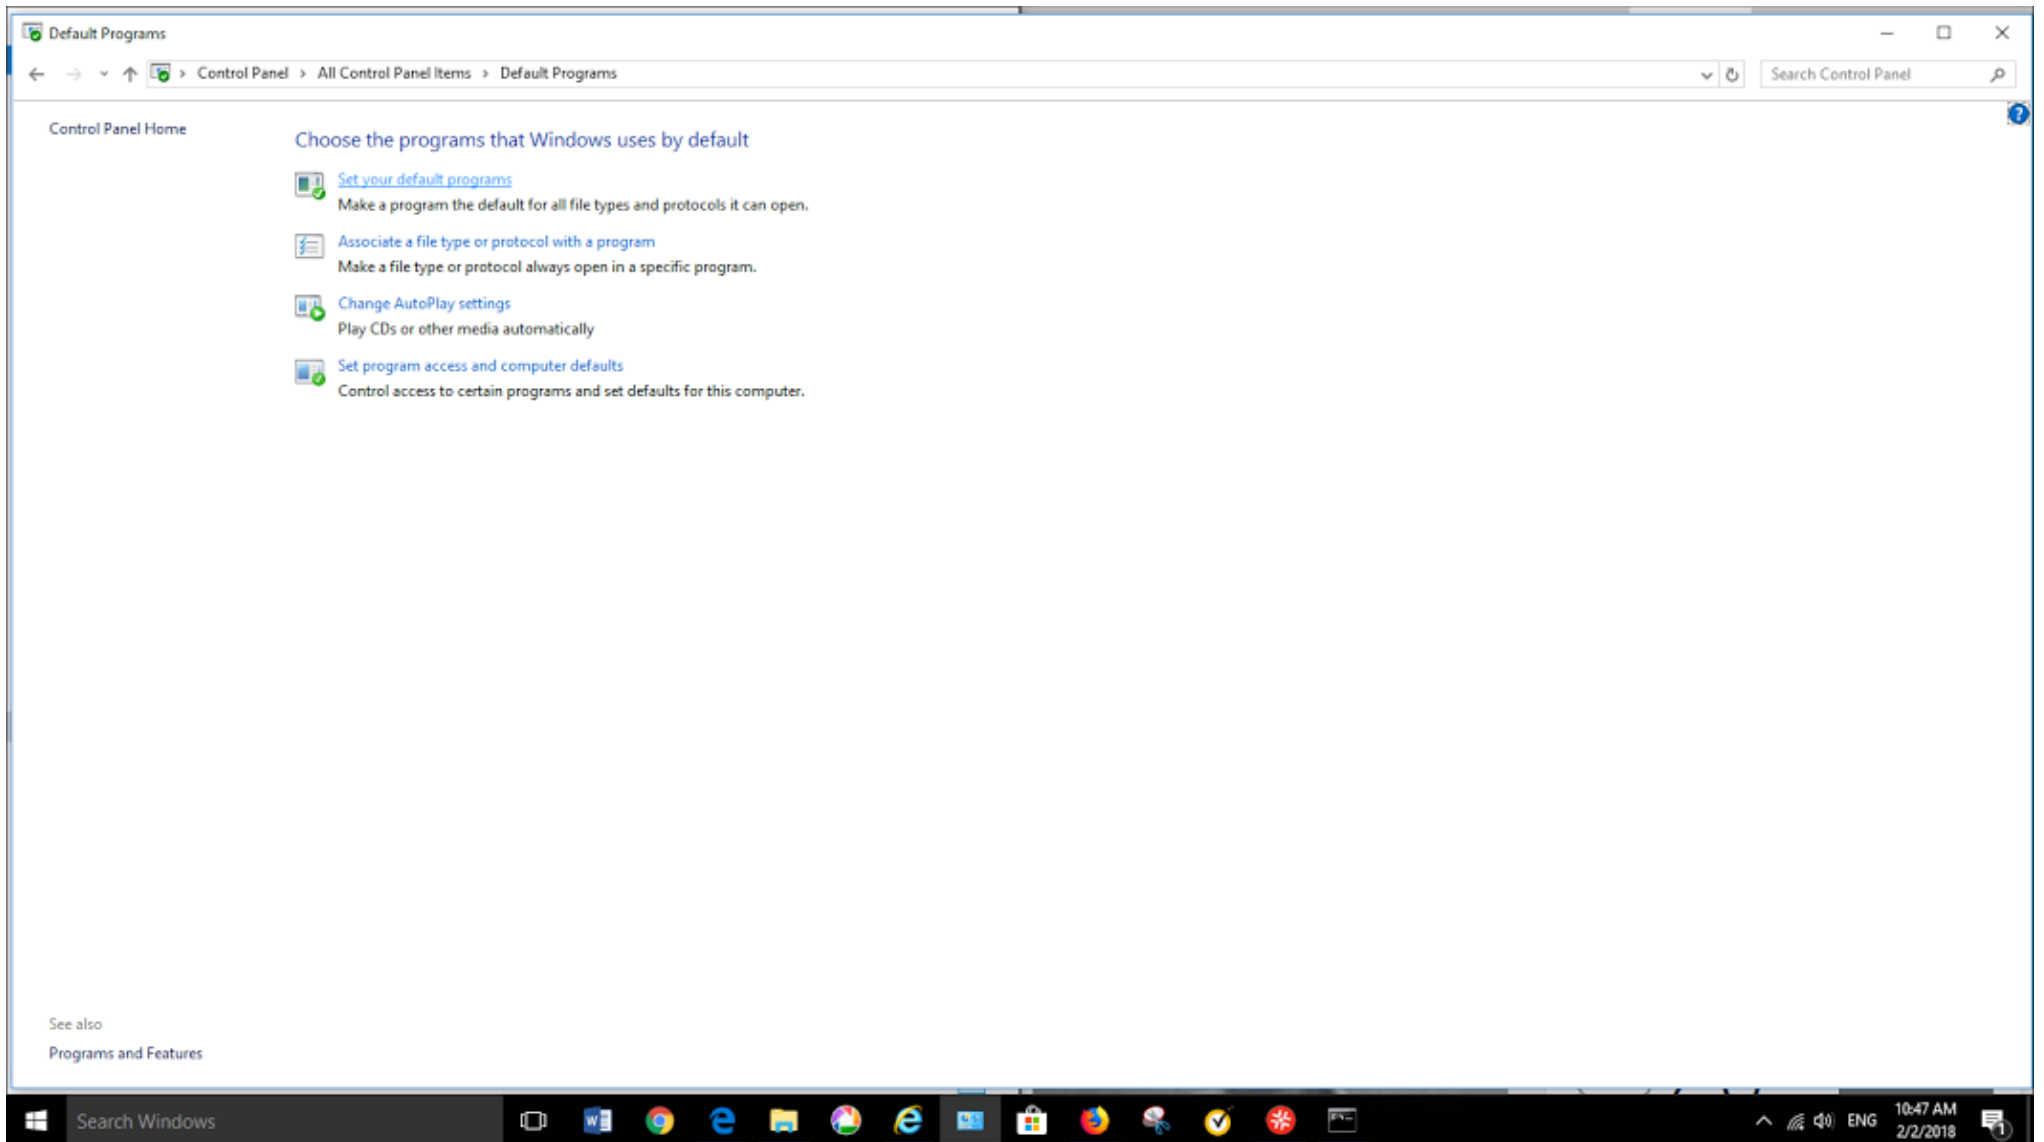 Default Programs
Control Panel > All Control Panel Items > Default Programs
Search Control Panel
Control Panel Home
Choose the programs that Windows uses by default
Set your default programs
Make a program the default for all file types and protocols it can open.
Associate a file type or protocol with a program
Make a file type or protocol always open in a specific program.
Change AutoPlay settings
Play CDs or other media automatically
Set program access and computer defaults
Control access to certain programs and set defaults for this computer.
See also
Programs and Features
Search Windows
ENG
10:47 AM
2/2/2018
1